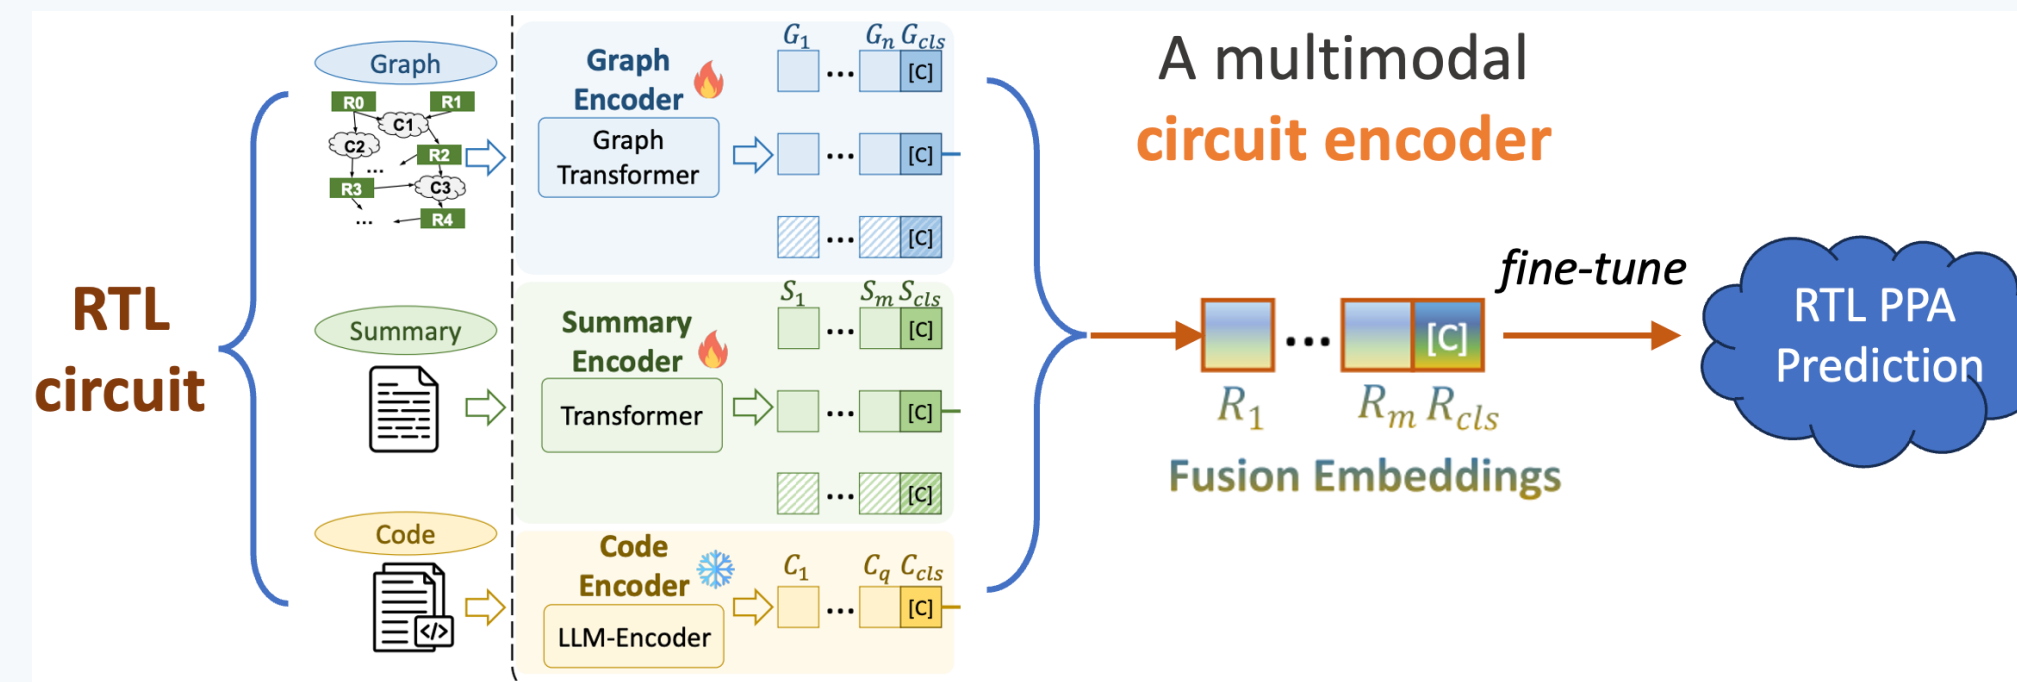 RTL
circuit
Graph
R0
R1
C1
C2
R2
...
R3
C3
...
R4
Summary
Code
</>
Graph
Encoder
Graph
Transformer
G1 Gn Gcls
... [C]
... [C]
... [C]
Summary
Encoder
Transformer
S1 Sm Scls
... [C]
... [C]
... [C]
Code
Encoder
LLM-Encoder
C1 Cq Ccls
... [C]
A multimodal
circuit encoder
... [C]
R1 Rm Rcls
Fusion Embeddings
fine-tune
RTL PPA
Prediction